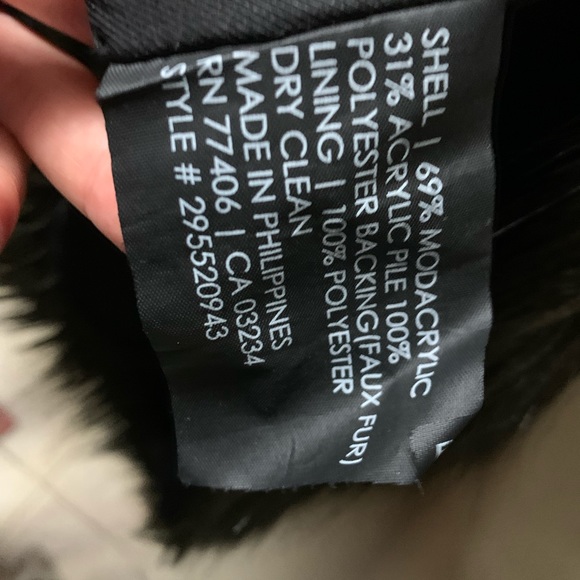 SHELL | 69% MODACRYLIC
31% ACRYLIC PILE 100%
POLYESTER BACKING(FAUX FUR)
LINING | 100% POLYESTER
DRY CLEAN
MADE IN PHILIPPINES
RN 77406 | CA 03234
STYLE # 295520943